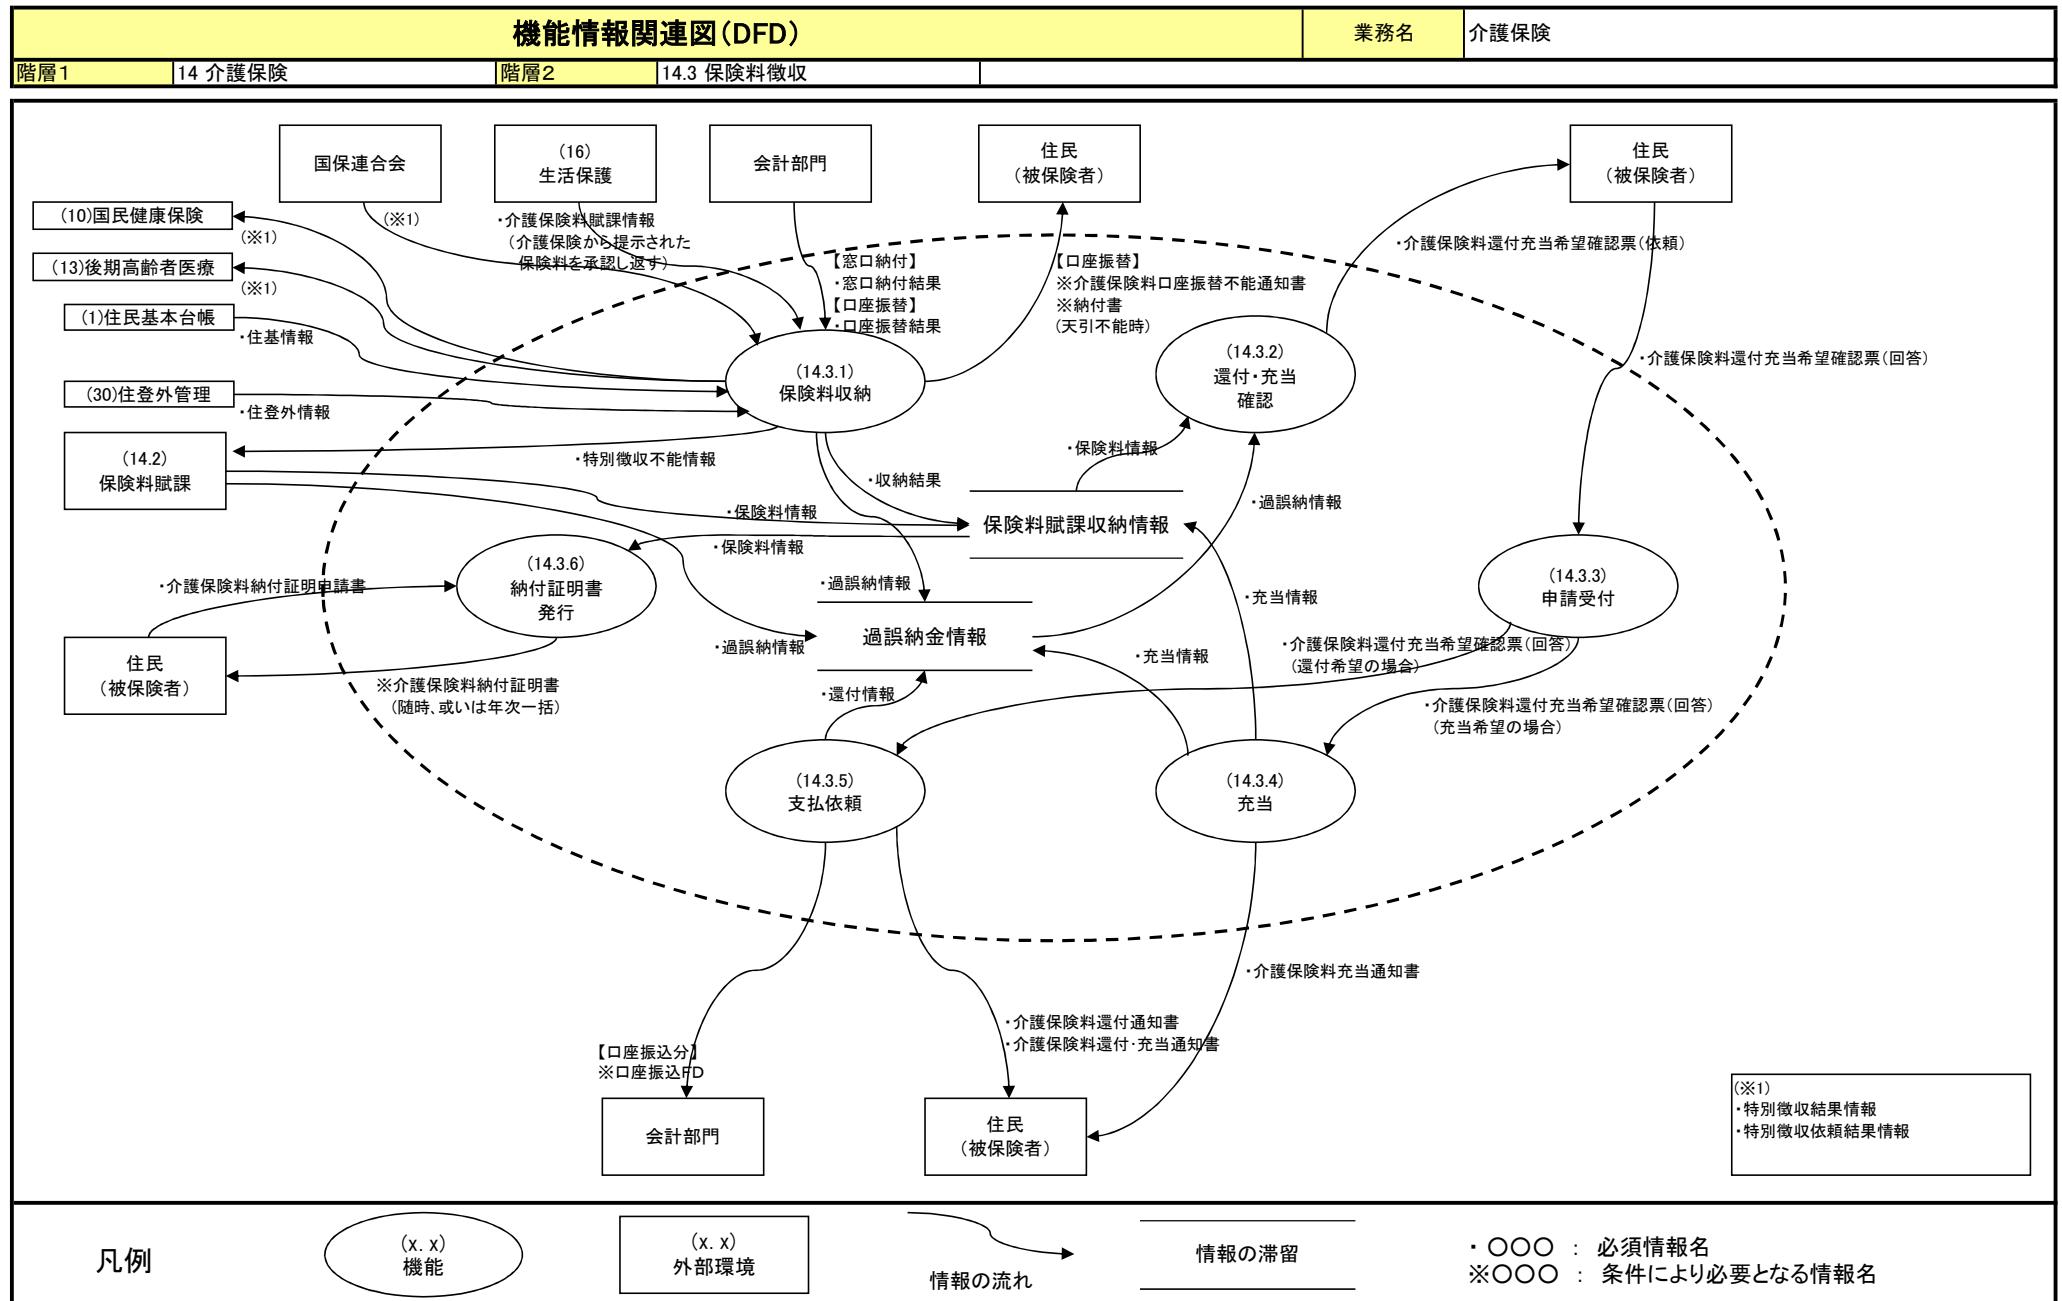 機能情報関連図(DFD)
業務名
介護保険
階層1
14 介護保険
階層2
14.3 保険料徴収
国保連合会
(16)
生活保護
会計部門
住民
(被保険者)
住民
(被保険者)
(10)国民健康保険
(※1)
(※1)
・介護保険料賦課情報
(介護保険から提示された
保険料を承認し返す)
(13)後期高齢者医療
(※1)
【窓口納付】
・窓口納付結果
【口座振替】
・口座振替結果
【口座振替】
※介護保険料口座振替不能通知書
※納付書
(天引不能時)
・介護保険料還付充当希望確認票(依頼)
(1)住民基本台帳
・住基情報
(14.3.1)
保険料収納
(14.3.2)
還付・充当
確認
・介護保険料還付充当希望確認票(回答)
(30)住登外管理
・住登外情報
(14.2)
保険料賦課
・特別徴収不能情報
・収納結果
・保険料情報
・保険料情報
・過誤納情報
保険料賦課収納情報
・保険料情報
(14.3.6)
納付証明書
発行
・介護保険料納付証明申請書
・過誤納情報
・充当情報
(14.3.3)
申請受付
過誤納金情報
・過誤納情報
・充当情報
・介護保険料還付充当希望確認票(回答)
(還付希望の場合)
住民
(被保険者)
※介護保険料納付証明書
(随時、或いは年次一括)
・還付情報
・介護保険料還付充当希望確認票(回答)
(充当希望の場合)
(14.3.5)
支払依頼
(14.3.4)
充当
・介護保険料充当通知書
・介護保険料還付通知書
・介護保険料還付・充当通知書
【口座振込分】
※口座振込FD
会計部門
住民
(被保険者)
(※1)
・特別徴収結果情報
・特別徴収依頼結果情報
凡例
(x. x)
機能
(x. x)
外部環境
情報の流れ
情報の滞留
・ 〇〇〇 : 必須情報名
※〇〇〇 : 条件により必要となる情報名